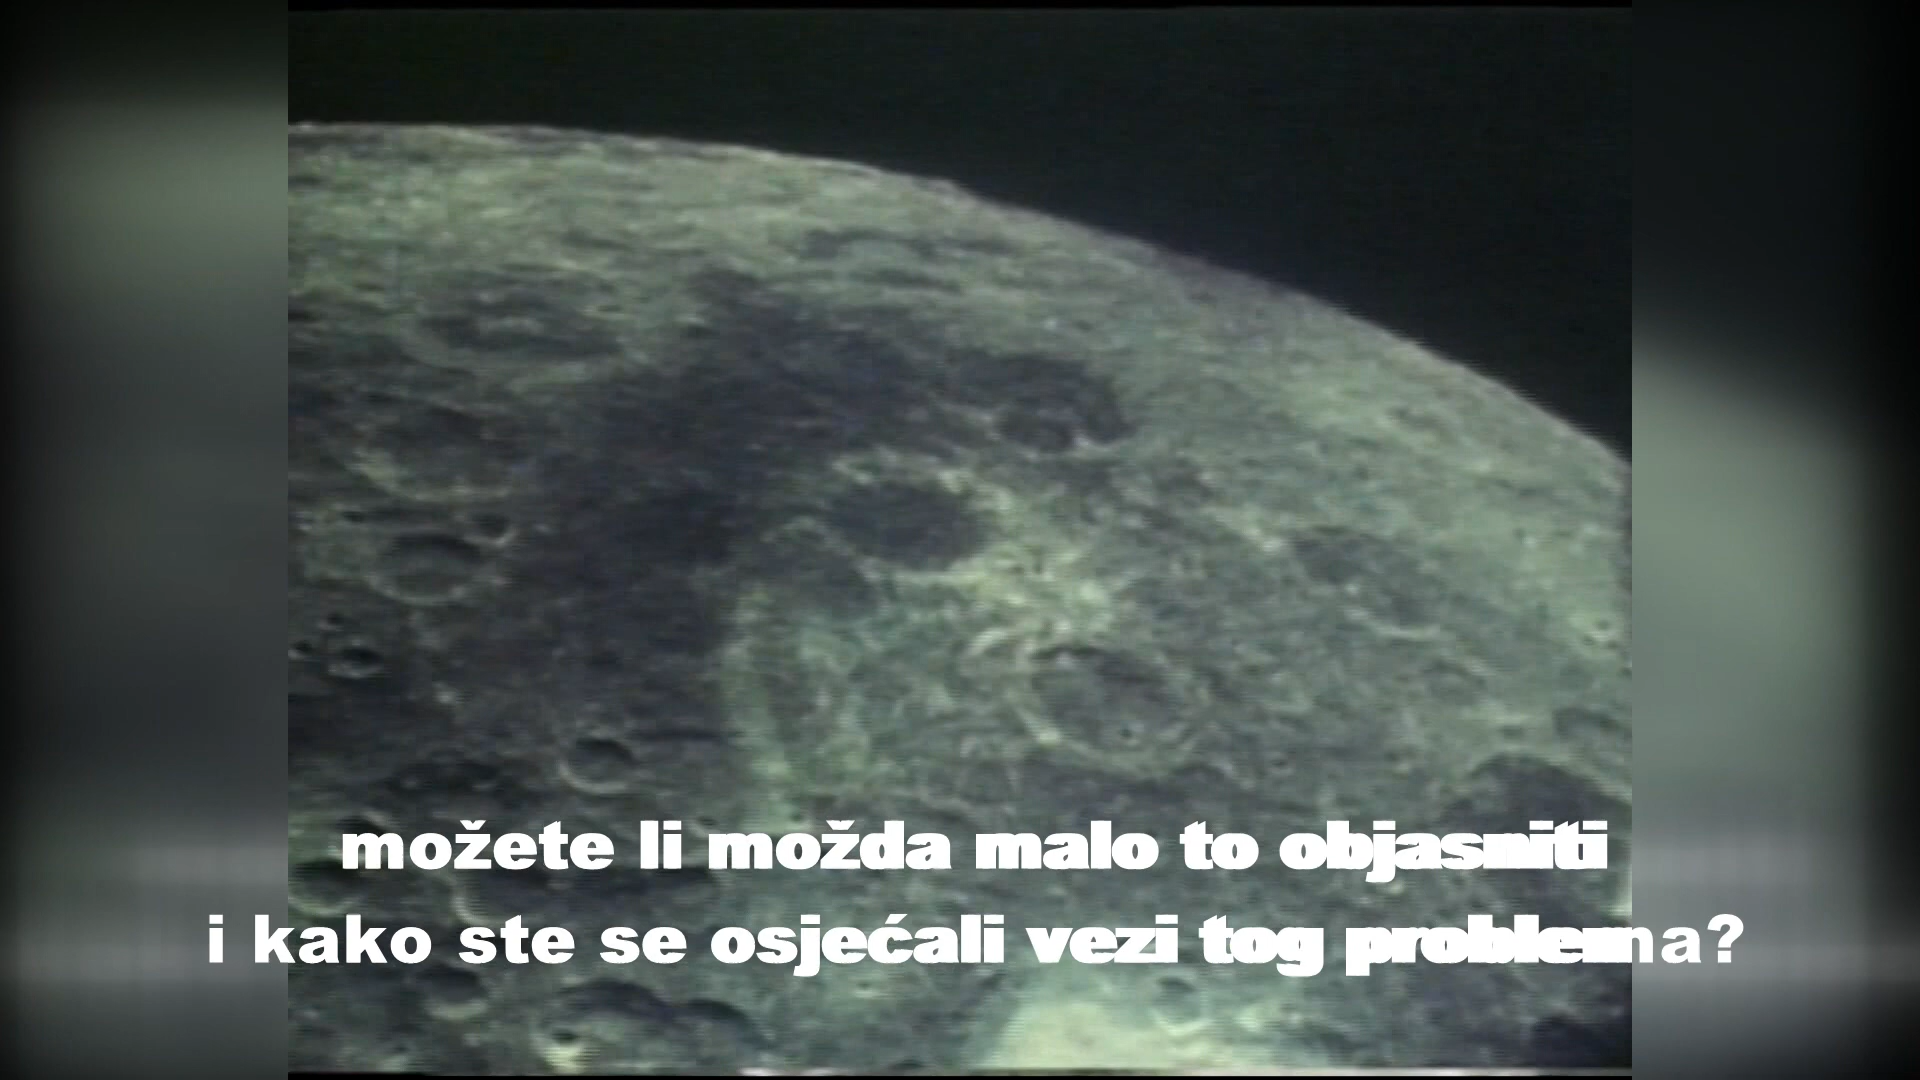 možete li možda malo to objasniti
i kako ste se osjećali vezi tog problema?